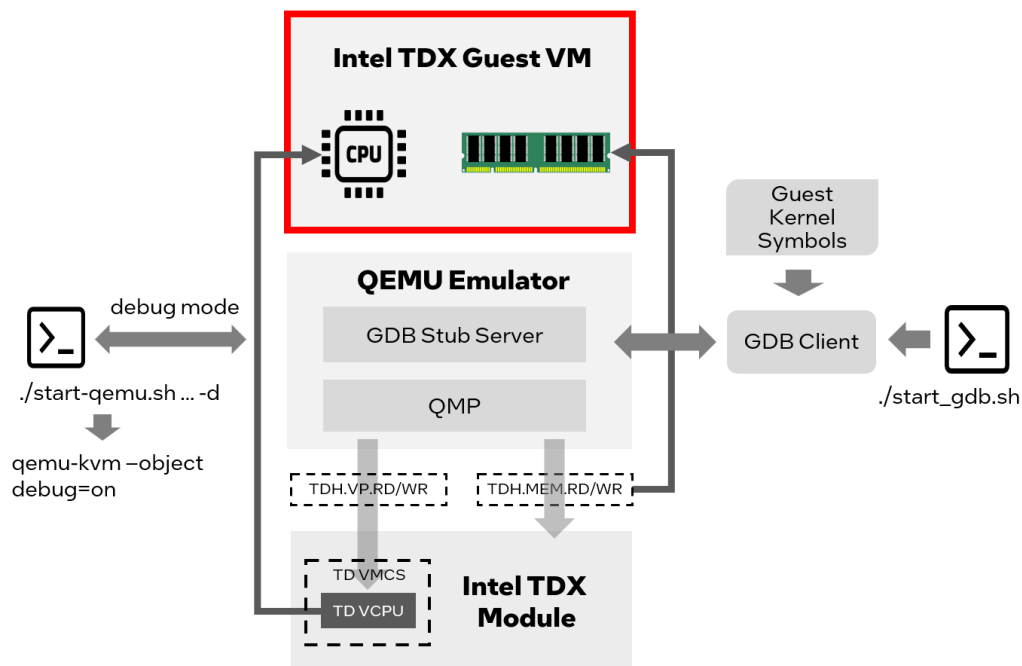 Intel TDX Guest VM
CPU
Guest
Kernel
Symbols
QEMU Emulator
debug mode
GDB Stub Server
GDB Client
./start-qemu.sh ... -d
./start_gdb.sh
QMP
qemu-kvm –object
debug=on
TDH.VP.RD/WR
TDH.MEM.RD/WR
TD VMCS
TD VCPU
Intel TDX
Module